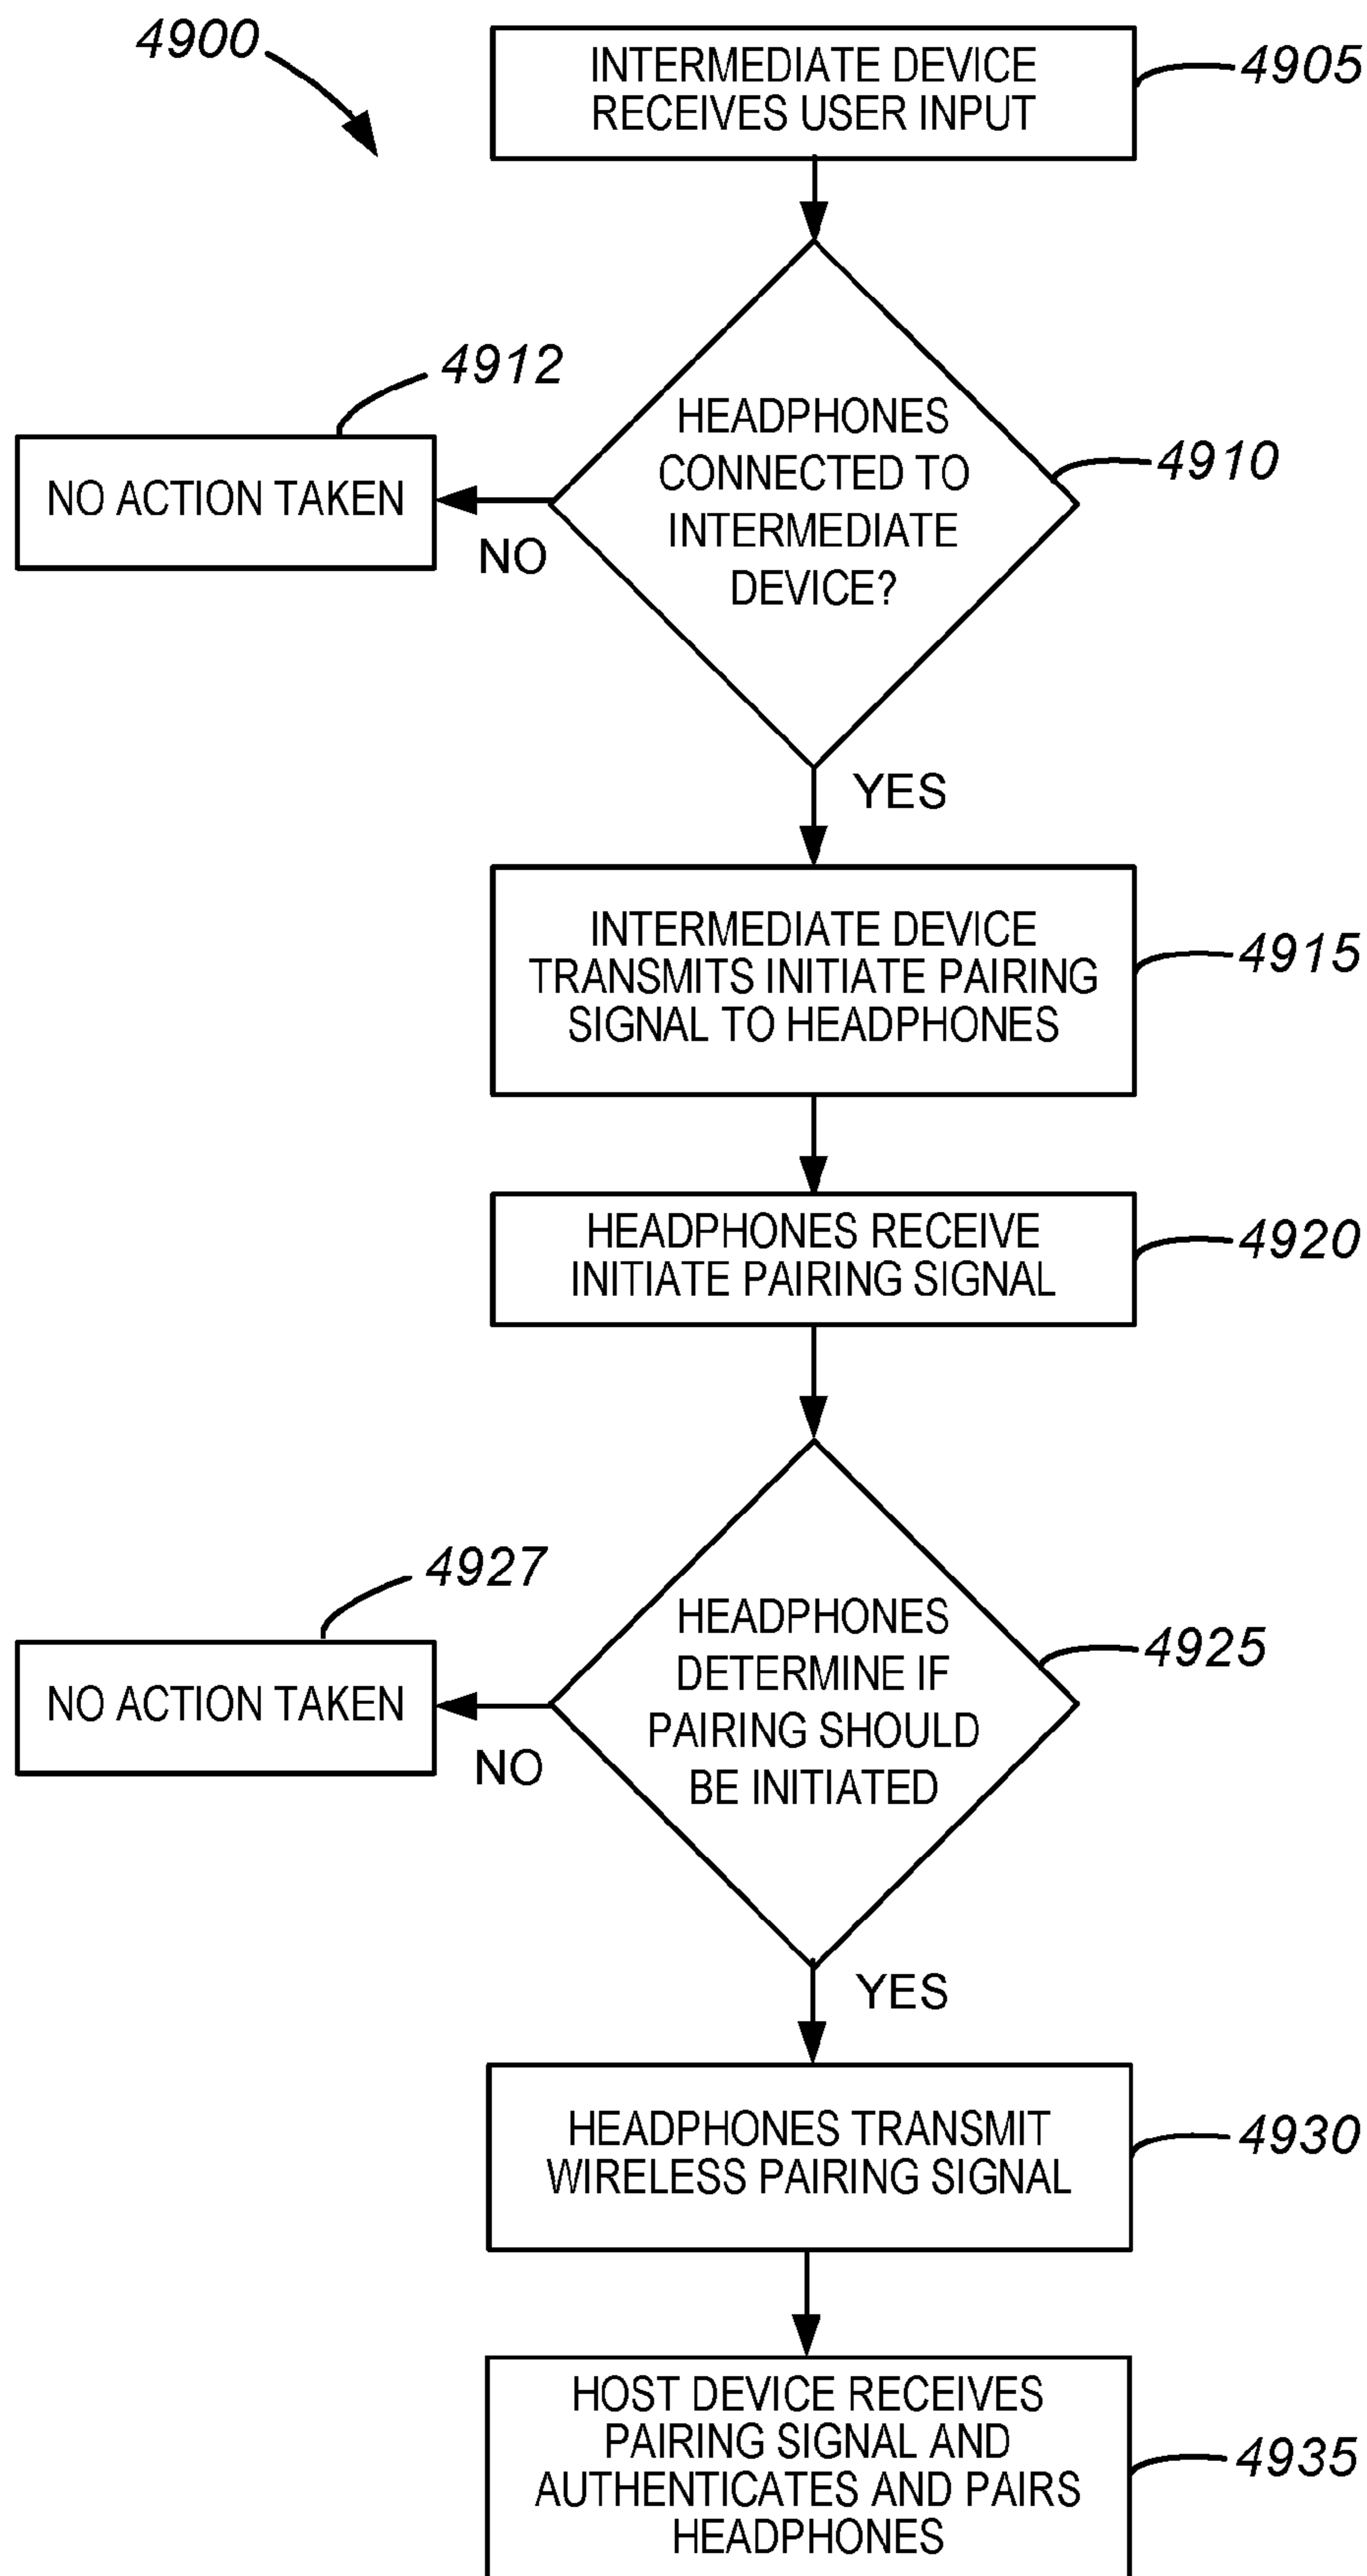 4900
INTERMEDIATE DEVICE
RECEIVES USER INPUT
4905
HEADPHONES
CONNECTED TO
INTERMEDIATE
DEVICE?
4910
4912
NO ACTION TAKEN
NO
YES
INTERMEDIATE DEVICE
TRANSMITS INITIATE PAIRING
SIGNAL TO HEADPHONES
4915
HEADPHONES RECEIVE
INITIATE PAIRING SIGNAL
4920
HEADPHONES
DETERMINE IF
PAIRING SHOULD
BE INITIATED
4925
4927
NO ACTION TAKEN
NO
YES
HEADPHONES TRANSMIT
WIRELESS PAIRING SIGNAL
4930
HOST DEVICE RECEIVES
PAIRING SIGNAL AND
AUTHENTICATES AND PAIRS
HEADPHONES
4935